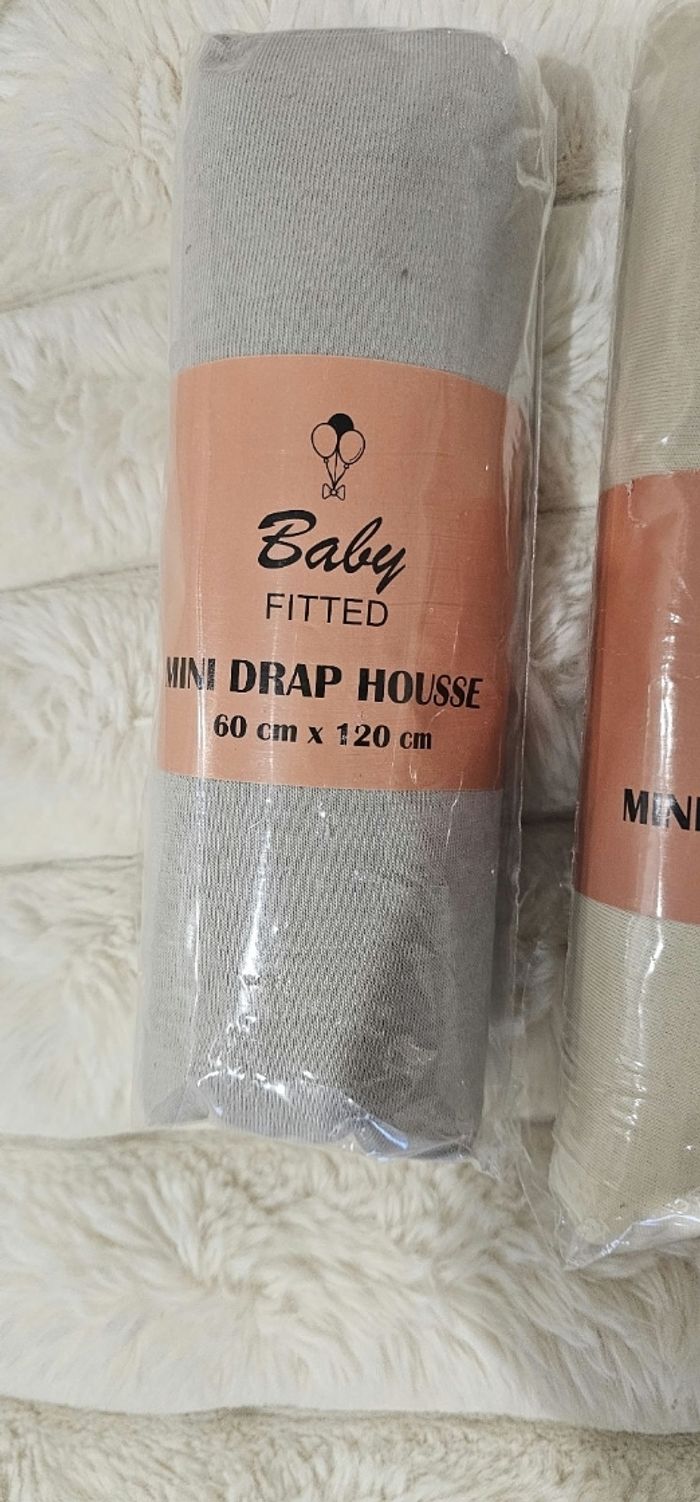 Baby
FITTED
MINI DRAP HOUSSE
60 cm x 120 cm
MINI